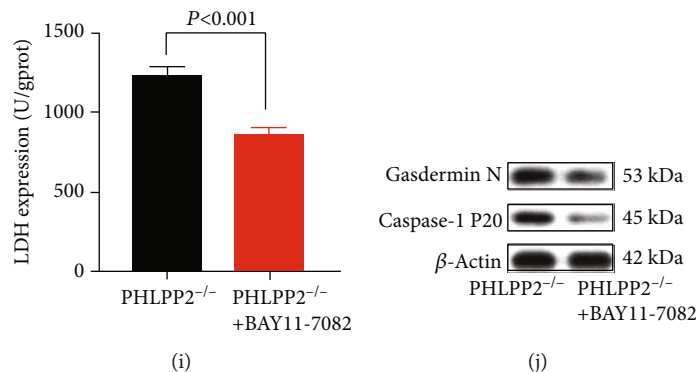 P<0.001
LDH expression (U/gprot)
1500
1000
500
0
PHLPP2⁻/⁻
PHLPP2⁻/⁻
+BAY11-7082
(i)
Gasdermin N
53 kDa
Caspase-1 P20
45 kDa
β-Actin
42 kDa
PHLPP2⁻/⁻
PHLPP2⁻/⁻
+BAY11-7082
(j)